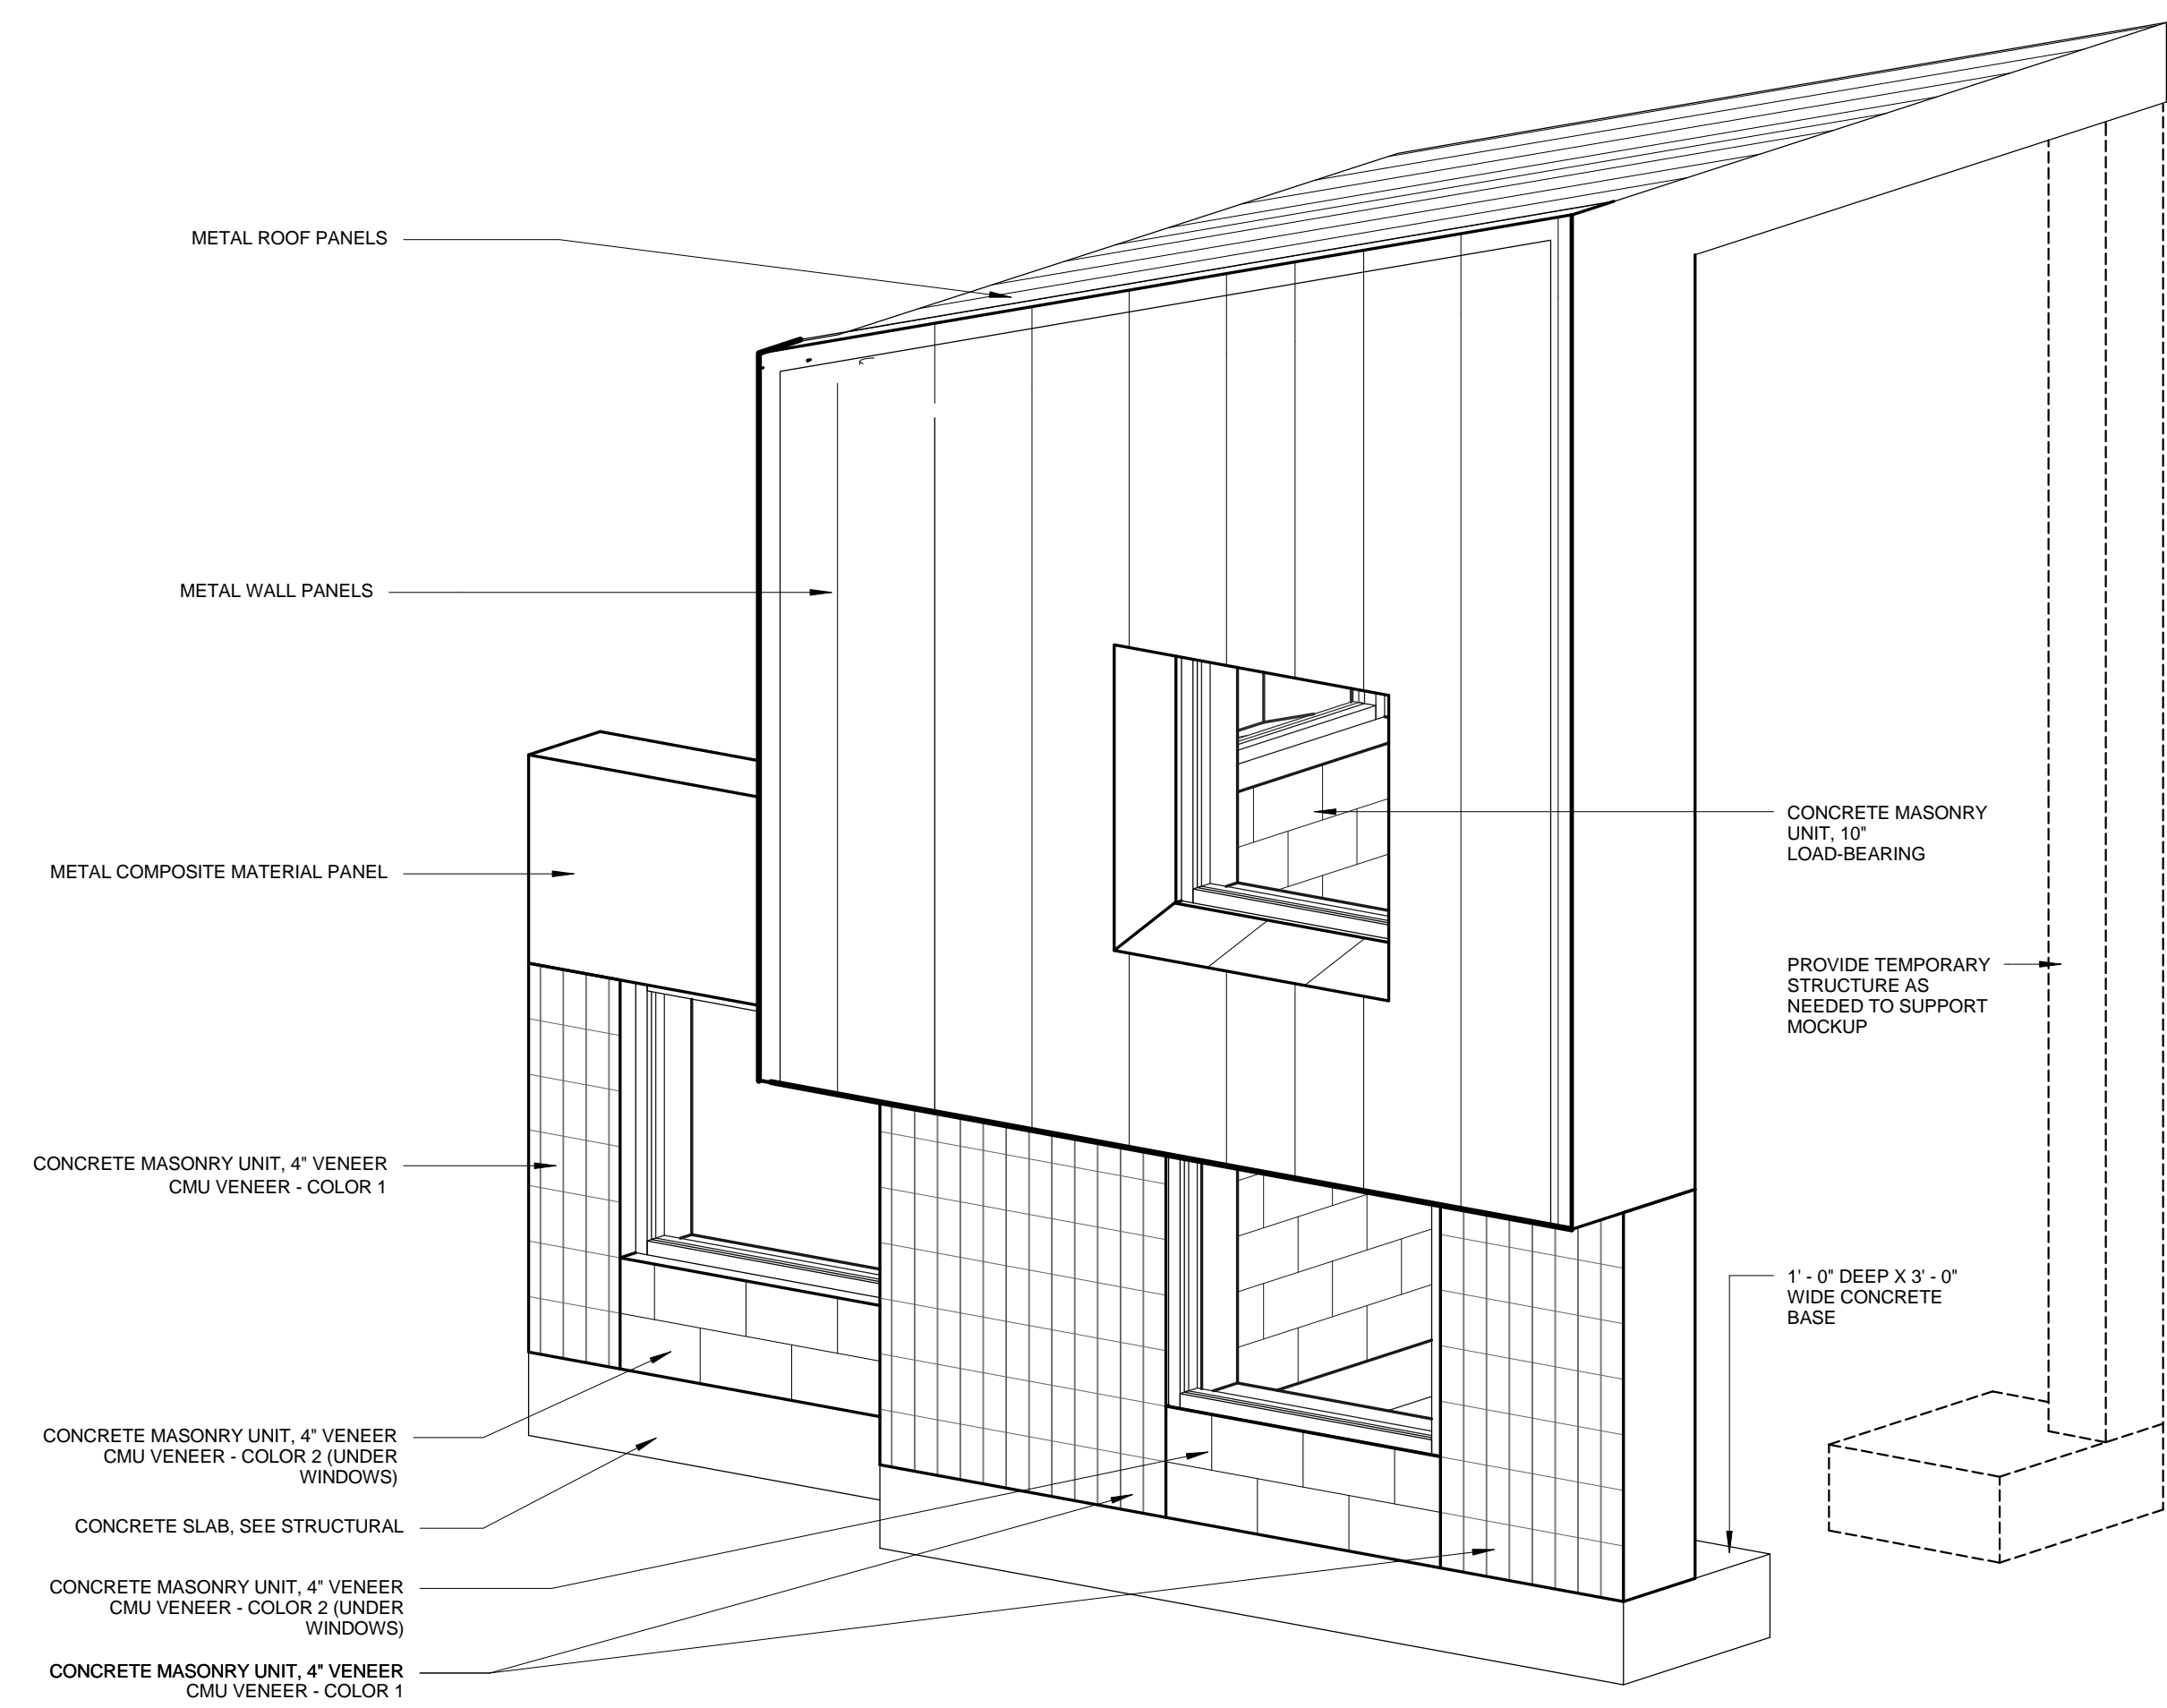 METAL ROOF PANELS
METAL WALL PANELS
METAL COMPOSITE MATERIAL PANEL
CONCRETE MASONRY UNIT, 4" VENEER
CMU VENEER - COLOR 1
CONCRETE MASONRY UNIT, 4" VENEER
CMU VENEER - COLOR 2 (UNDER
WINDOWS)
CONCRETE SLAB, SEE STRUCTURAL
CONCRETE MASONRY UNIT, 4" VENEER
CMU VENEER - COLOR 2 (UNDER
WINDOWS)
CONCRETE MASONRY UNIT, 4" VENEER
CMU VENEER - COLOR 1
CONCRETE MASONRY
UNIT, 10"
LOAD-BEARING
PROVIDE TEMPORARY
STRUCTURE AS
NEEDED TO SUPPORT
MOCKUP
1' - 0" DEEP X 3' - 0"
WIDE CONCRETE
BASE